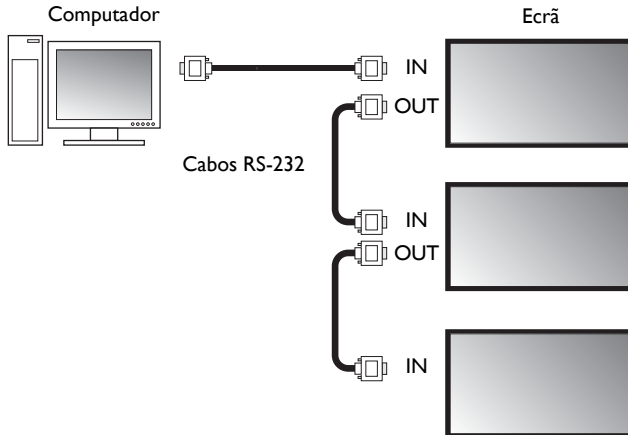 Computador
Ecrã
IN
OUT
Cabos RS-232
IN
OUT
IN